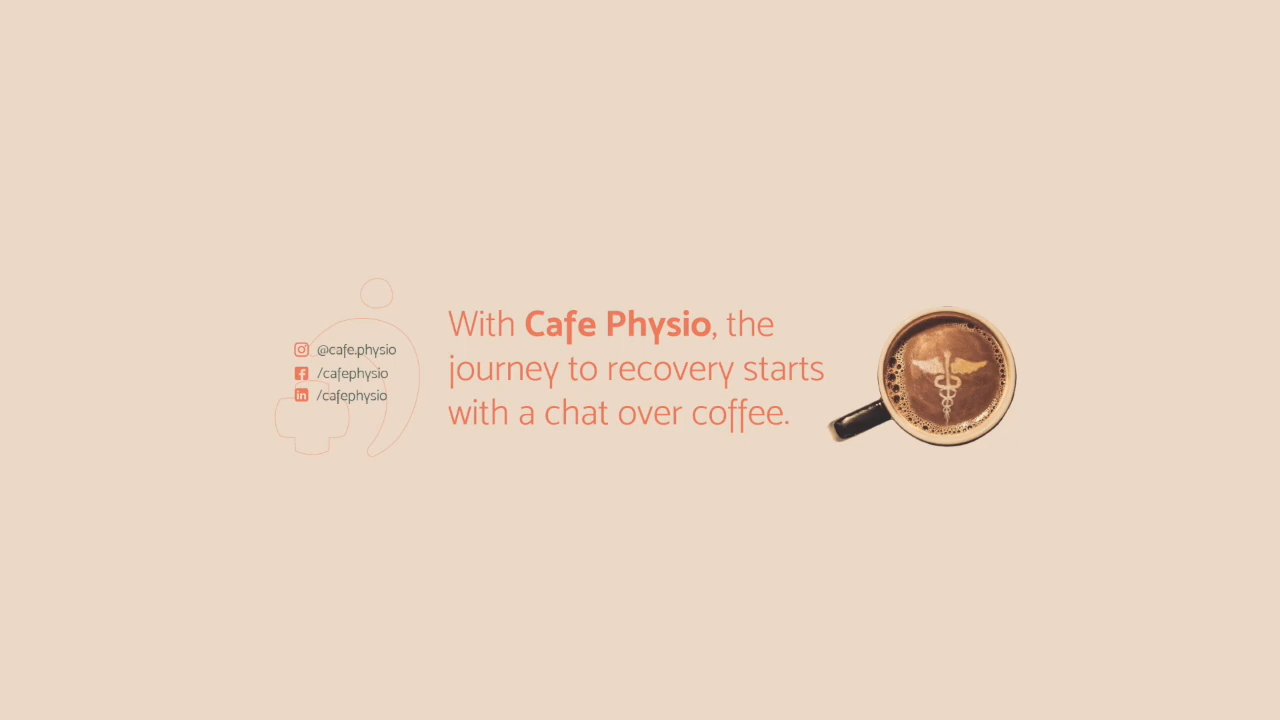 @cafe.physio
/cafephysio
/cafephysio
With Cafe Physio, the
journey to recovery starts
with a chat over coffee.